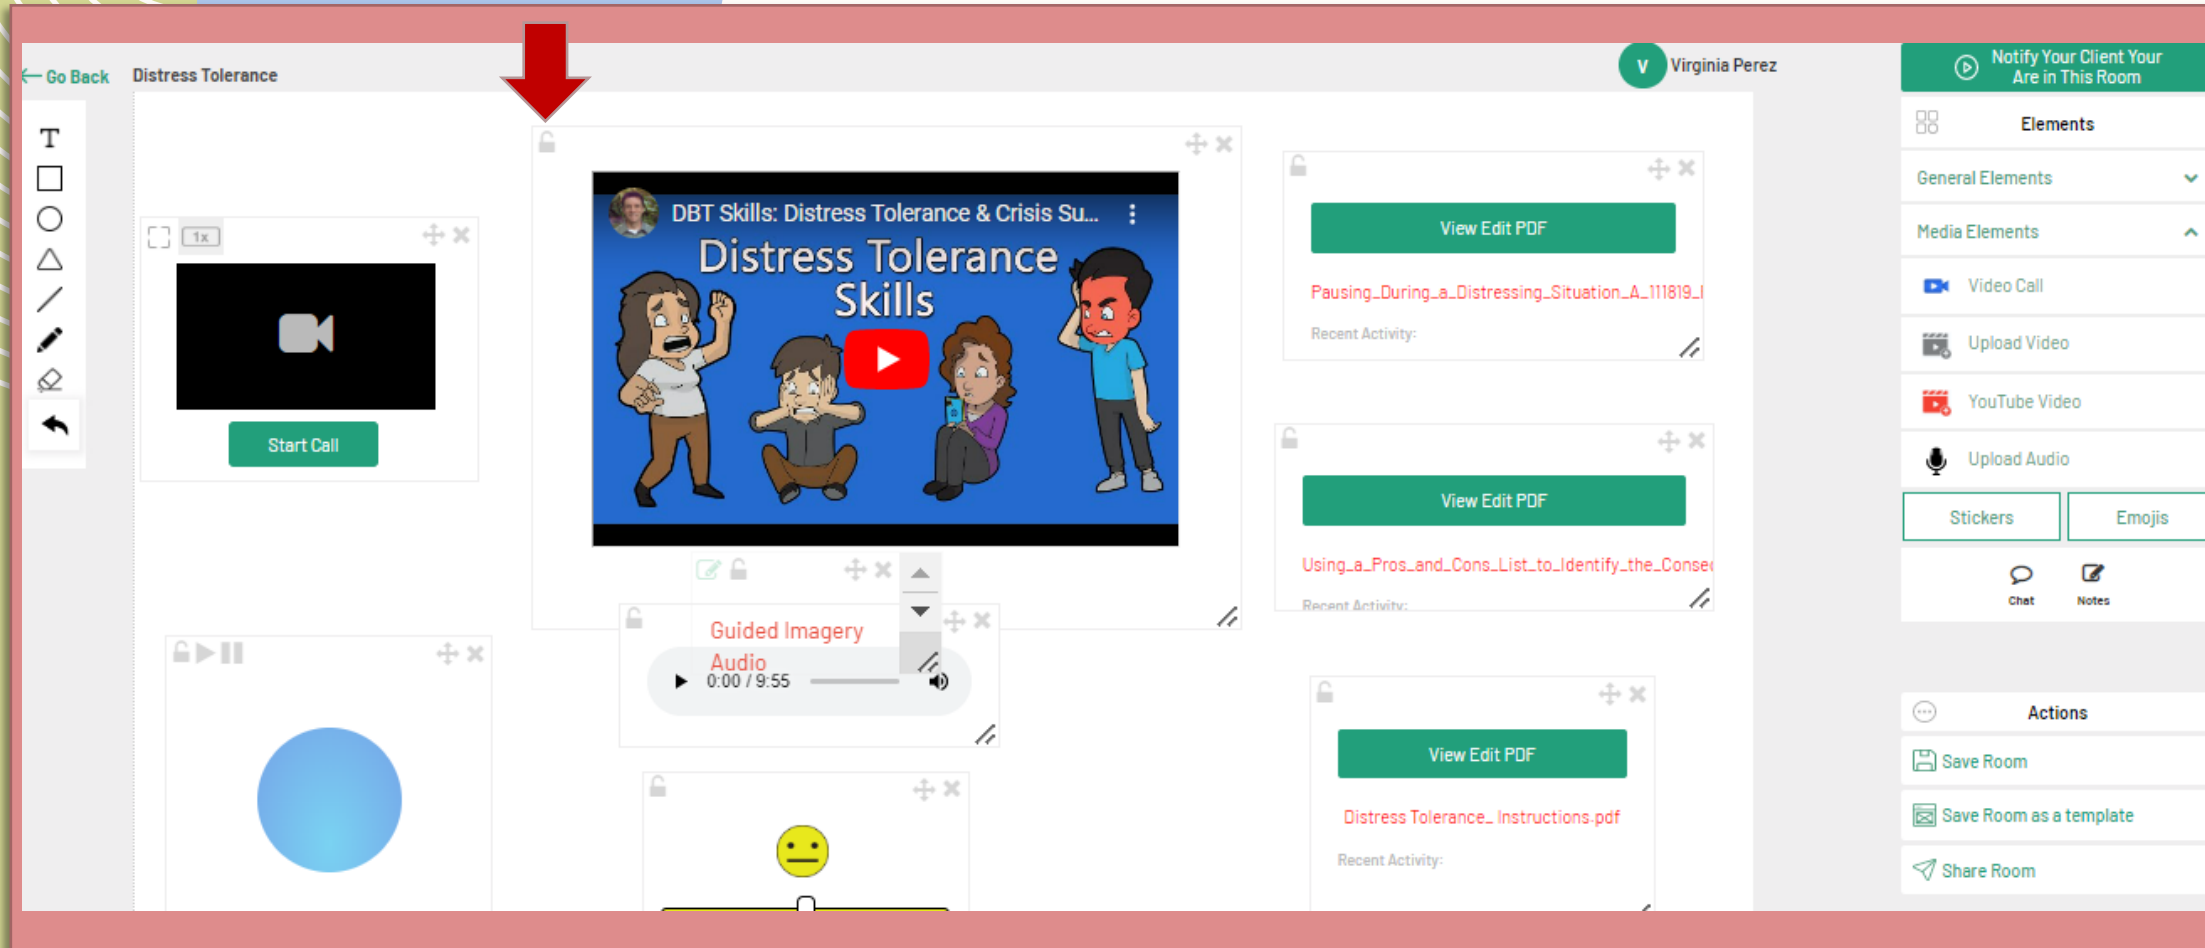 Go Back
Distress Tolerance
V
Virginia Perez
T
1x
Start Call
DBT Skills: Distress Tolerance & Crisis Su...
Distress Tolerance
Skills
Guided Imagery
Audio
0:00 / 9:55
View Edit PDF
Pausing_During_a_Distressing_Situation_A_111819_
Recent Activity:
View Edit PDF
Using_a_Pros_and_Cons_List_to_Identify_the_Conse
Recent Activity:
View Edit PDF
Distress Tolerance_ Instructions.pdf
Recent Activity:
Notify Your Client Your
Are in This Room
Elements
General Elements
Media Elements
Video Call
Upload Video
YouTube Video
Upload Audio
Stickers
Emojis
Chat
Notes
Actions
Save Room
Save Room as a template
Share Room